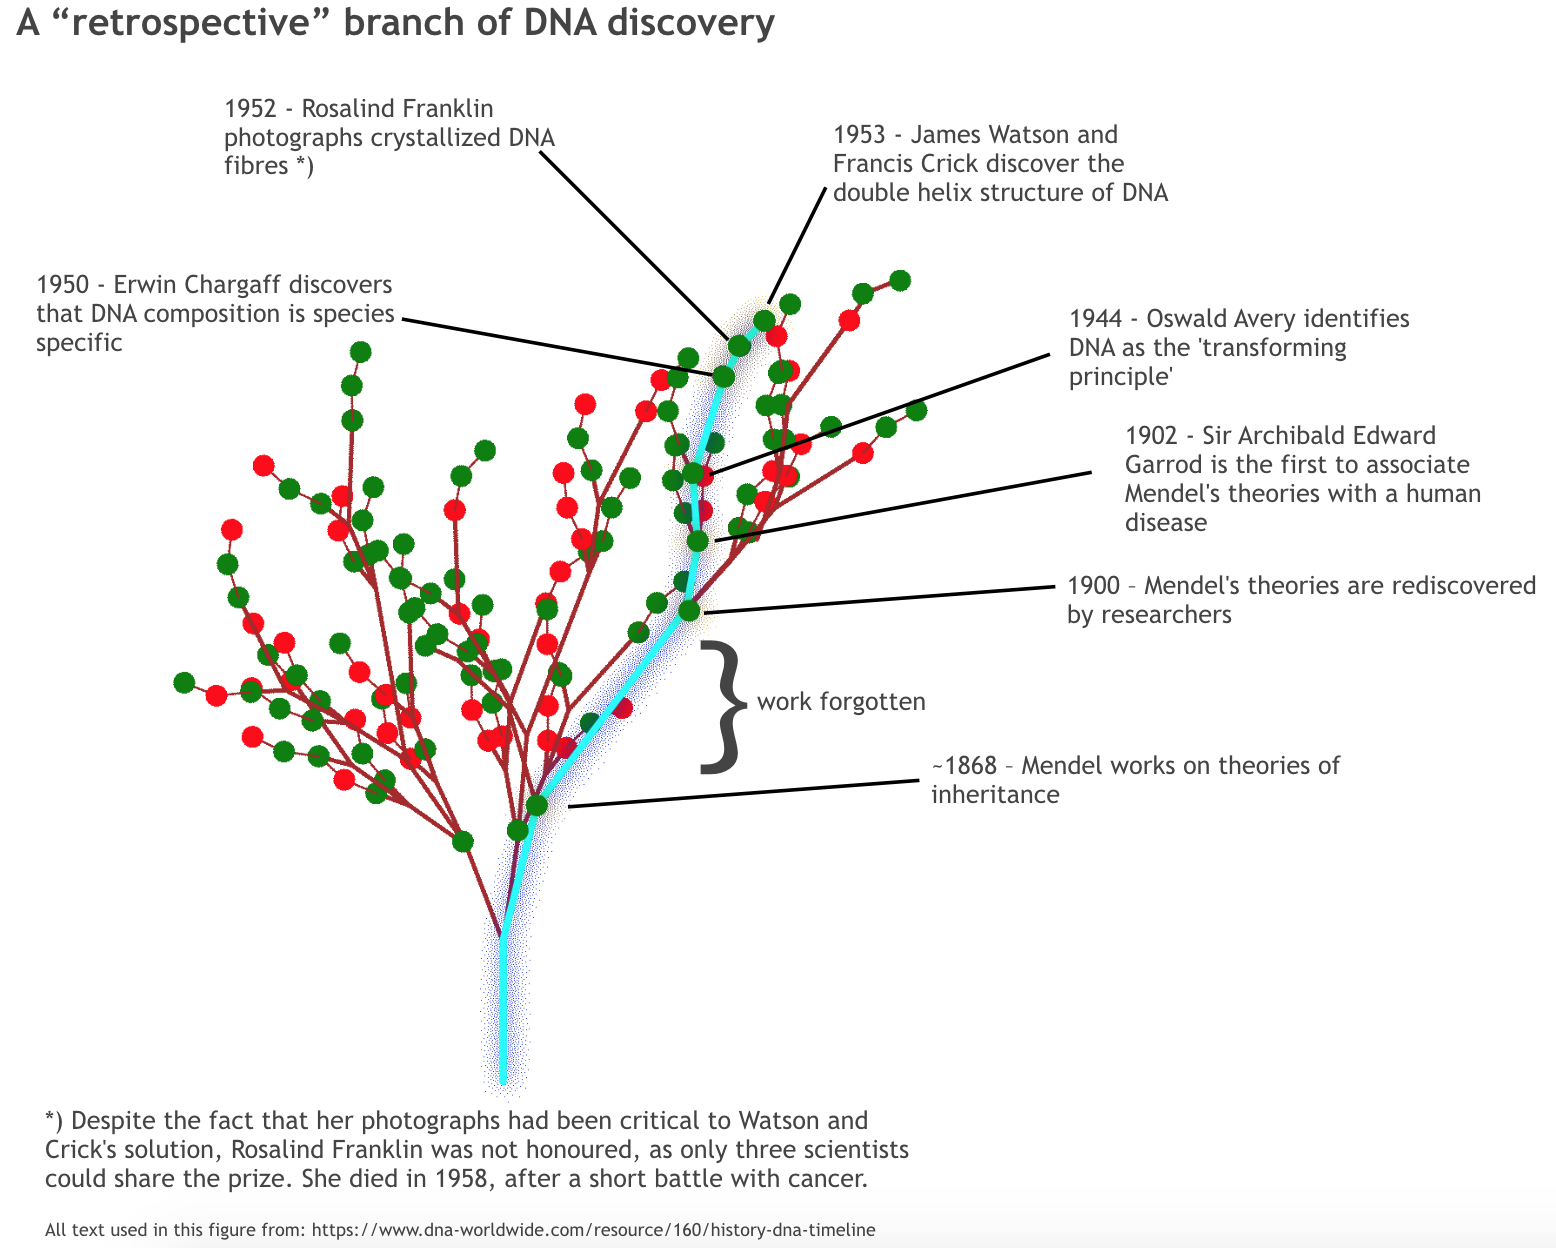 A “retrospective” branch of DNA discovery
1952 - Rosalind Franklin
photographs crystallized DNA
fibres *)
1953 - James Watson and
Francis Crick discover the
double helix structure of DNA
1950 - Erwin Chargaff discovers
that DNA composition is species
specific
1944 - Oswald Avery identifies
DNA as the 'transforming
principle'
1902 - Sir Archibald Edward
Garrod is the first to associate
Mendel's theories with a human
disease
1900 – Mendel's theories are rediscovered
by researchers
} work forgotten
~1868 – Mendel works on theories of
inheritance
*) Despite the fact that her photographs had been critical to Watson and
Crick's solution, Rosalind Franklin was not honoured, as only three scientists
could share the prize. She died in 1958, after a short battle with cancer.
All text used in this figure from: https://www.dna-worldwide.com/resource/160/history-dna-timeline